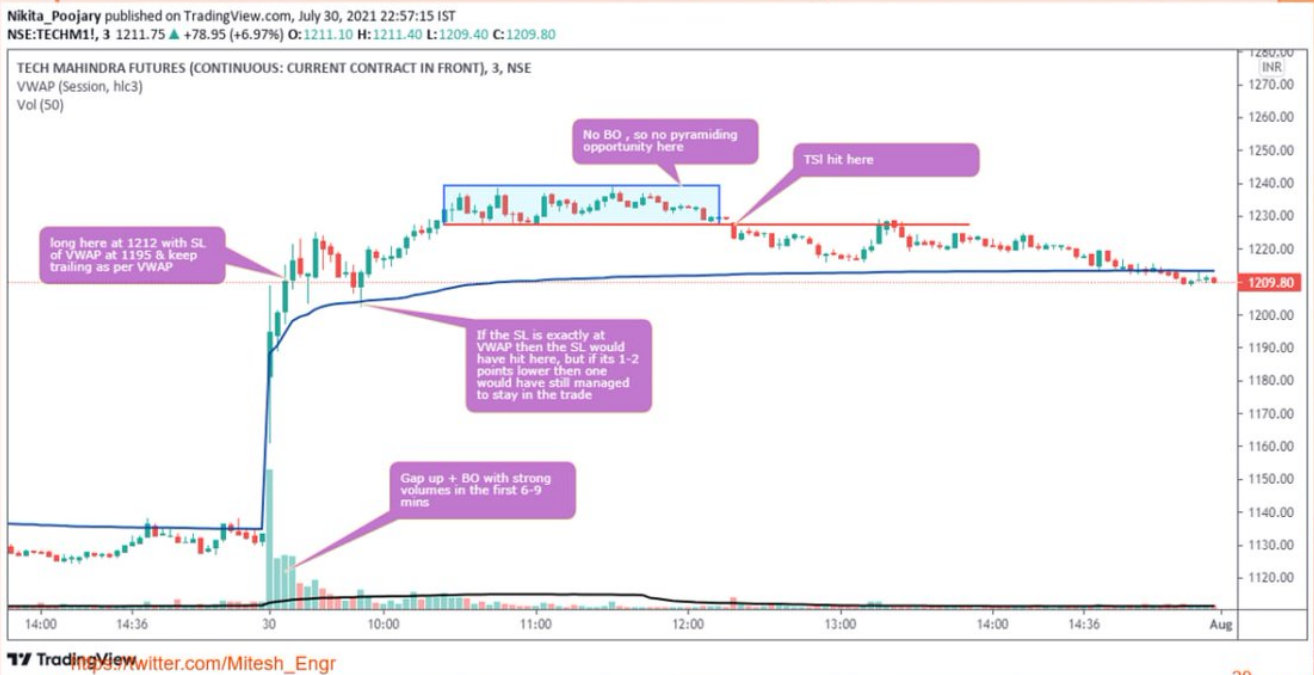 Nikita_Poojary published on TradingView.com, July 30, 2021 22:57:15 IST
NSE:TECHM1!, 3 1211.75 ▲ +78.95 (+6.97%) O:1211.10 H:1211.40 L:1209.40 C:1209.80
TECH MAHINDRA FUTURES (CONTINUOUS: CURRENT CONTRACT IN FRONT), 3, NSE
VWAP (Session, hlc3)
Vol (50)
No BO , so no pyramiding
opportunity here
TSl hit here
long here at 1212 with SL
of VWAP at 1195 & keep
trailing as per VWAP
If the SL is exactly at
VWAP then the SL would
have hit here, but if its 1-2
points lower then one
would have still managed
to stay in the trade
Gap up + BO with strong
volumes in the first 6-9
mins
1280.00
INR
1270.00
1260.00
1250.00
1240.00
1230.00
1220.00
1209.80
1200.00
1190.00
1180.00
1170.00
1160.00
1150.00
1140.00
1130.00
1120.00
14:00 14:36 30 10:00 11:00 12:00 13:00 14:00 14:36 Aug
TradingView
https://twitter.com/Mitesh_Engr